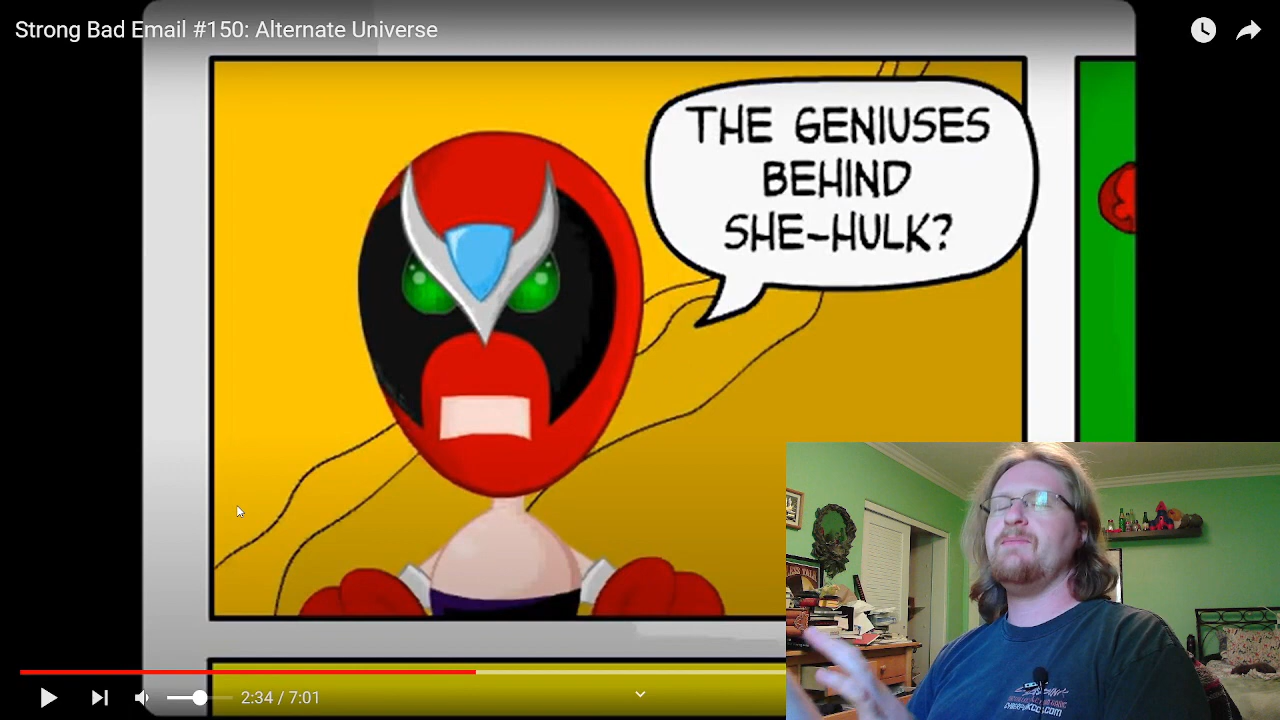 Strong Bad Email #150: Alternate Universe
THE GENIUSES
BEHIND
SHE-HULK?
2:34 / 7:01